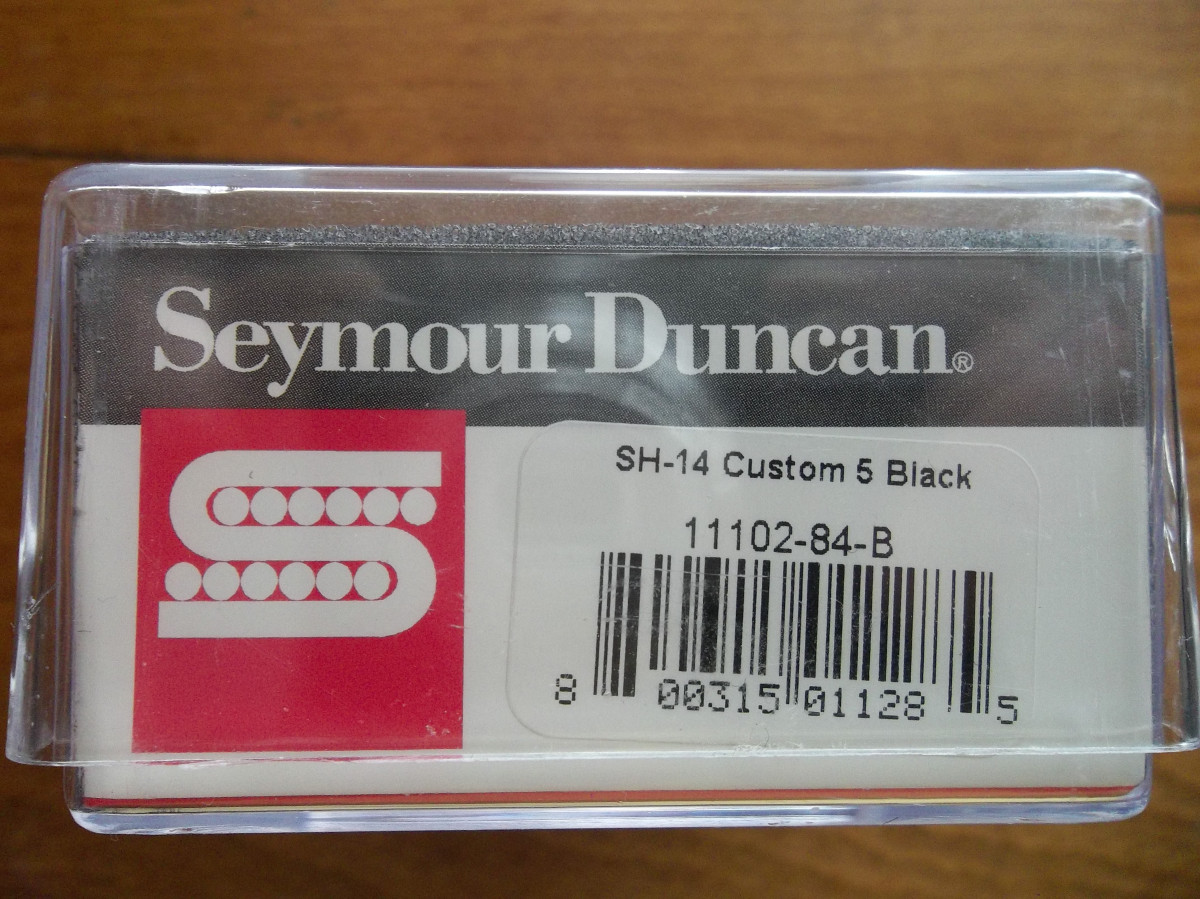 Seymour Duncan®
SH-14 Custom 5 Black
11102-84-B
8 00315 01128 5